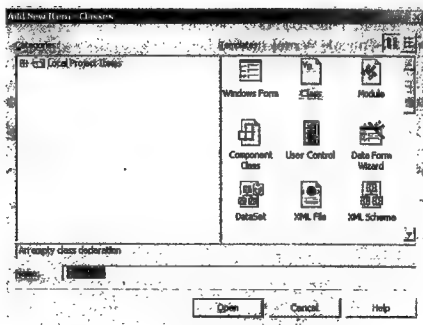 Add New Item - Classes
Categories:
Templates:
Local Project Items
Windows Form
Class
Module
Component Class
User Control
Data Form Wizard
DataSet
XML File
XML Schema
An empty class declaration
Name:
Open
Cancel
Help